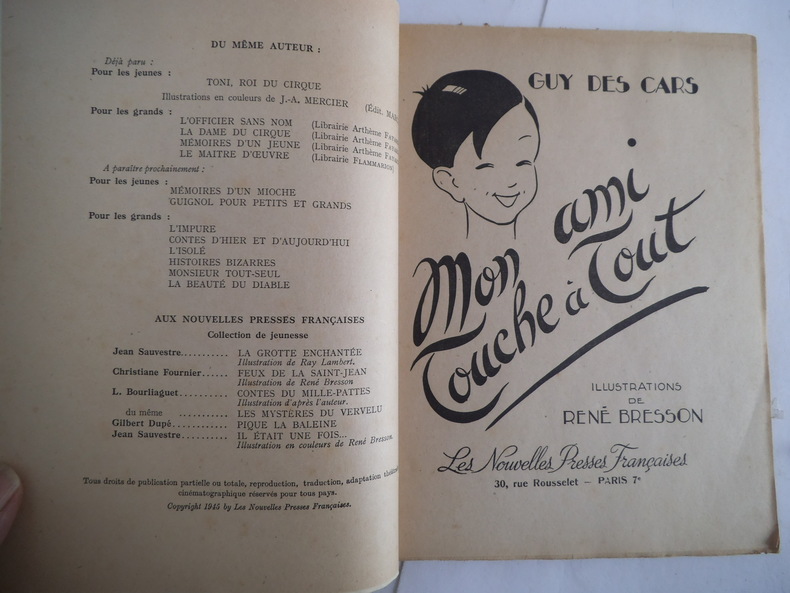 DU MÊME AUTEUR :
Déjà paru :
Pour les jeunes :
TONI, ROI DU CIRQUE
Illustrations en couleurs de J.-A. MERCIER (Édit.
Pour les grands :
L'OFFICIER SANS NOM (Librairie Arthème
LA DAME DU CIRQUE (Librairie Arthème
MÉMOIRES D'UN JEUNE (Librairie Arthème
LE MAITRE D'ŒUVRE (Librairie FLAMMARION)
A paraître prochainement :
Pour les jeunes :
MÉMOIRES D'UN MIOCHE
GUIGNOL POUR PETITS ET GRANDS
Pour les grands :
L'IMPURE
CONTES D'HIER ET D'AUJOURD'HUI
L'ISOLÉ
HISTOIRES BIZARRES
MONSIEUR TOUT-SEUL
LA BEAUTÉ DU DIABLE
AUX NOUVELLES PRESSES FRANÇAISES
Collection de jeunesse
Jean Sauvestre........... LA GROTTE ENCHANTÉE
Illustration de Ray Lambert.
Christiane Fournier...... FEUX DE LA SAINT-JEAN
Illustration de René Bresson
L. Bourliaguet........... CONTES DU MILLE-PATTES
Illustration d'après l'auteur.
du même ........... LES MYSTÈRES DU VERVELU
Gilbert Dupé............. PIQUE LA BALEINE
Jean Sauvestre........... IL ÉTAIT UNE FOIS...
Illustration en couleurs de René Bresson.
Tous droits de publication partielle ou totale, reproduction, traduction, adaptation
cinématographique réservés pour tous pays.
Copyright 1945 by Les Nouvelles Presses Françaises.
GUY DES CARS
Mon ami
Touche à Tout
ILLUSTRATIONS
DE
RENÉ BRESSON
Les Nouvelles Presses Françaises
30, rue Rousselet – PARIS 7e